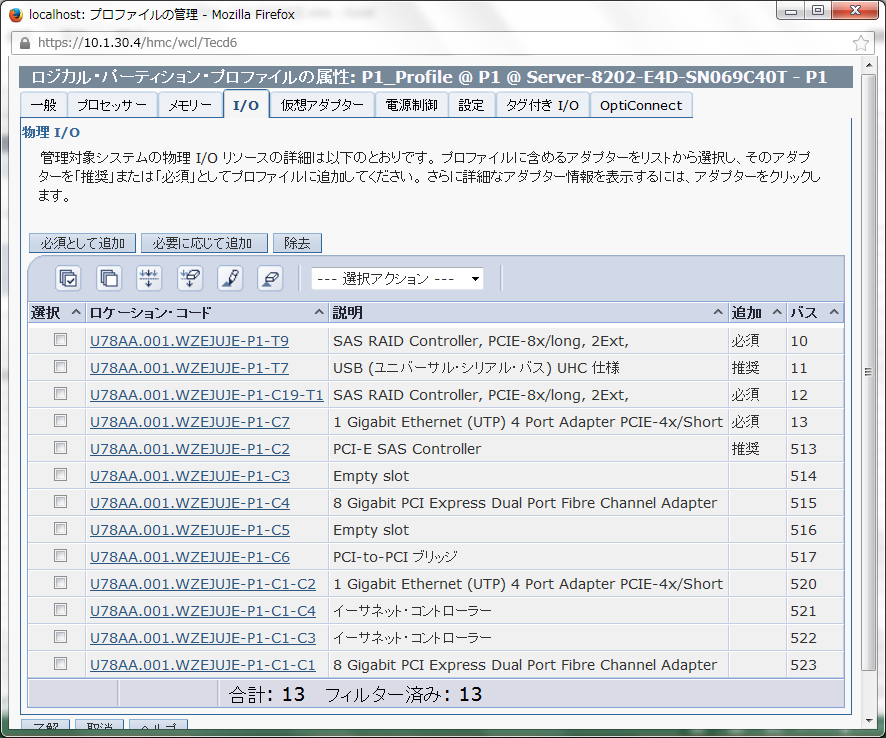 localhost: プロファイルの管理 - Mozilla Firefox
https://10.1.30.4/hmc/wcl/Tecd6
ロジカル・パーティション・プロファイルの属性: P1_Profile @ P1 @ Server-8202-E4D-SN069C40T - P1
一般 プロセッサー メモリー I/O 仮想アダプター 電源制御 設定 タグ付き I/O OptiConnect
物理 I/O
管理対象システムの物理 I/O リソースの詳細は以下のとおりです。プロファイルに含めるアダプターをリストから選択し、そのアダプ
ターを「推奨」または「必須」としてプロファイルに追加してください。さらに詳細なアダプター情報を表示するには、アダプターをクリックし
ます。
必須として追加 必要に応じて追加 除去
--- 選択アクション ---
選択 ロケーション・コード 説明 追加 バス
U78AA.001.WZEJUJE-P1-T9 SAS RAID Controller, PCIE-8x/long, 2Ext, 必須 10
U78AA.001.WZEJUJE-P1-T7 USB (ユニバーサル・シリアル・バス) UHC 仕様 推奨 11
U78AA.001.WZEJUJE-P1-C19-T1 SAS RAID Controller, PCIE-8x/long, 2Ext, 必須 12
U78AA.001.WZEJUJE-P1-C7 1 Gigabit Ethernet (UTP) 4 Port Adapter PCIE-4x/Short 必須 13
U78AA.001.WZEJUJE-P1-C2 PCI-E SAS Controller 推奨 513
U78AA.001.WZEJUJE-P1-C3 Empty slot 514
U78AA.001.WZEJUJE-P1-C4 8 Gigabit PCI Express Dual Port Fibre Channel Adapter 515
U78AA.001.WZEJUJE-P1-C5 Empty slot 516
U78AA.001.WZEJUJE-P1-C6 PCI-to-PCI ブリッジ 517
U78AA.001.WZEJUJE-P1-C1-C2 1 Gigabit Ethernet (UTP) 4 Port Adapter PCIE-4x/Short 520
U78AA.001.WZEJUJE-P1-C1-C4 イーサネット・コントローラー 521
U78AA.001.WZEJUJE-P1-C1-C3 イーサネット・コントローラー 522
U78AA.001.WZEJUJE-P1-C1-C1 8 Gigabit PCI Express Dual Port Fibre Channel Adapter 523
合計: 13 フィルター済み: 13
了解 取消 ヘルプ